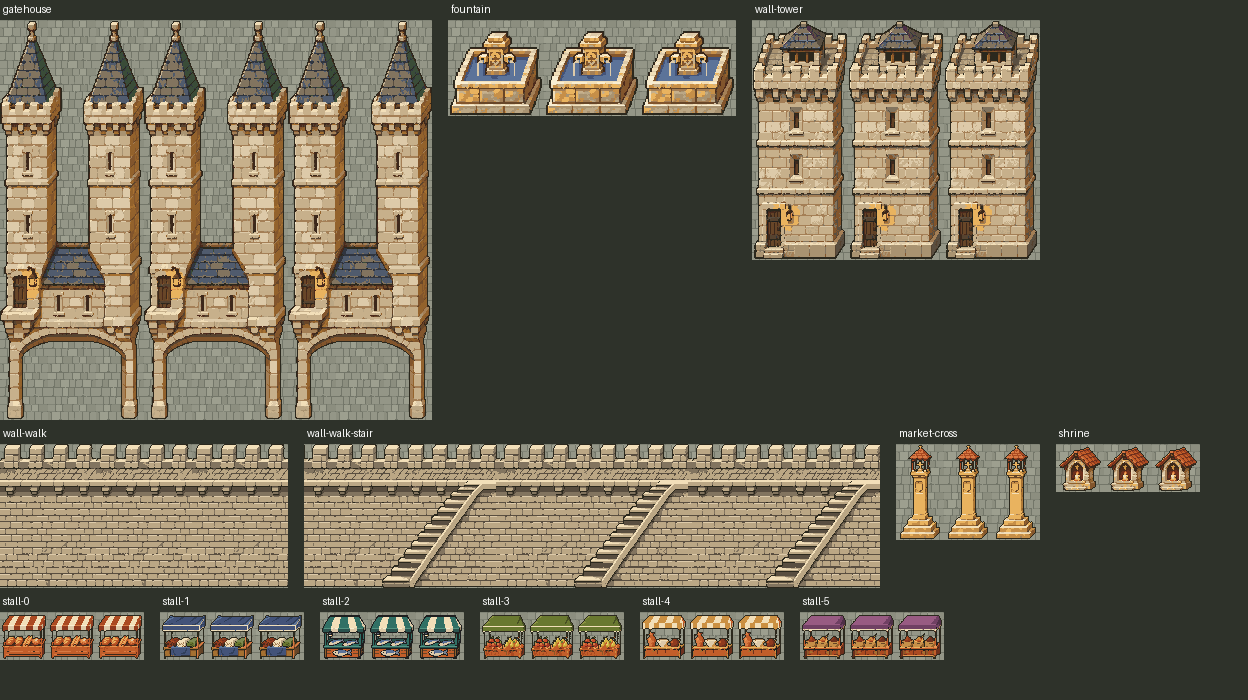 gatehouse
fountain
wall-tower
wall-walk
wall-walk-stair
market-cross
shrine
stall-0
stall-1
stall-2
stall-3
stall-4
stall-5